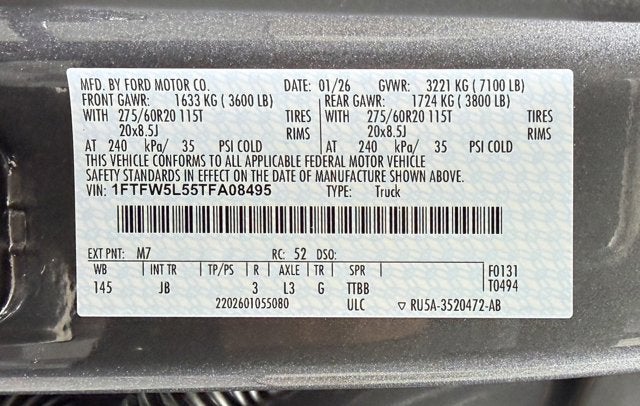 MFD. BY FORD MOTOR CO. DATE: 01/26 GVWR: 3221 KG ( 7100 LB)
FRONT GAWR: 1633 KG ( 3600 LB) REAR GAWR: 1724 KG ( 3800 LB)
WITH 275/60R20 115T TIRES WITH 275/60R20 115T TIRES
20x8.5J RIMS 20x8.5J RIMS
AT 240 kPa/ 35 PSI COLD AT 240 kPa/ 35 PSI COLD
THIS VEHICLE CONFORMS TO ALL APPLICABLE FEDERAL MOTOR VEHICLE
SAFETY STANDARDS IN EFFECT ON THE DATE OF MANUFACTURE SHOWN ABOVE.
VIN: 1FTFW5L55TFA08495 TYPE: Truck
EXT PNT: M7 RC: 52 DSO:
WB INT TR TP/PS R AXLE TR SPR F0131
145 JB 3 L3 G TTBB T0494
2202601055080 ULC ▽ RU5A-3520472-AB